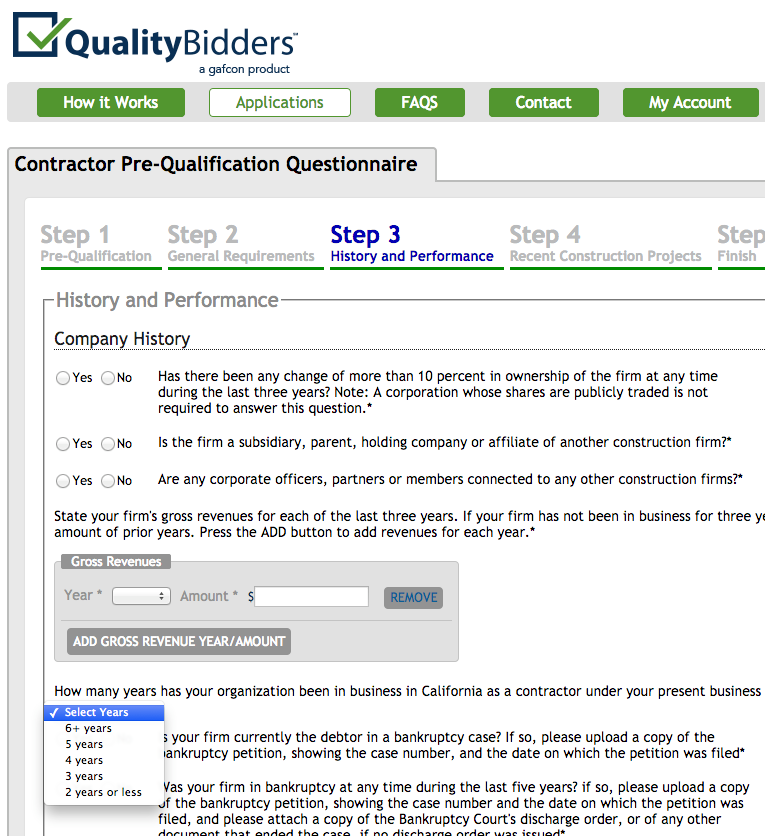 QualityBidders™
a gafcon product
How it Works
Applications
FAQS
Contact
My Account
Contractor Pre-Qualification Questionnaire
Step 1
Pre-Qualification
Step 2
General Requirements
Step 3
History and Performance
Step 4
Recent Construction Projects
Step
Finish
History and Performance
Company History
Yes No Has there been any change of more than 10 percent in ownership of the firm at any time
during the last three years? Note: A corporation whose shares are publicly traded is not
required to answer this question.*
Yes No Is the firm a subsidiary, parent, holding company or affiliate of another construction firm?*
Yes No Are any corporate officers, partners or members connected to any other construction firms?*
State your firm's gross revenues for each of the last three years. If your firm has not been in business for three ye
amount of prior years. Press the ADD button to add revenues for each year.*
Gross Revenues
Year * Amount * $ REMOVE
ADD GROSS REVENUE YEAR/AMOUNT
How many years has your organization been in business in California as a contractor under your present business
✓ Select Years
6+ years
5 years
4 years
3 years
2 years or less
s your firm currently the debtor in a bankruptcy case? If so, please upload a copy of the
bankruptcy petition, showing the case number, and the date on which the petition was filed*
Was your firm in bankruptcy at any time during the last five years? if so, please upload a copy
of the bankruptcy petition, showing the case number and the date on which the petition was
filed, and please attach a copy of the Bankruptcy Court's discharge order, or of any other
document that ended the case, if no discharge order was issued*